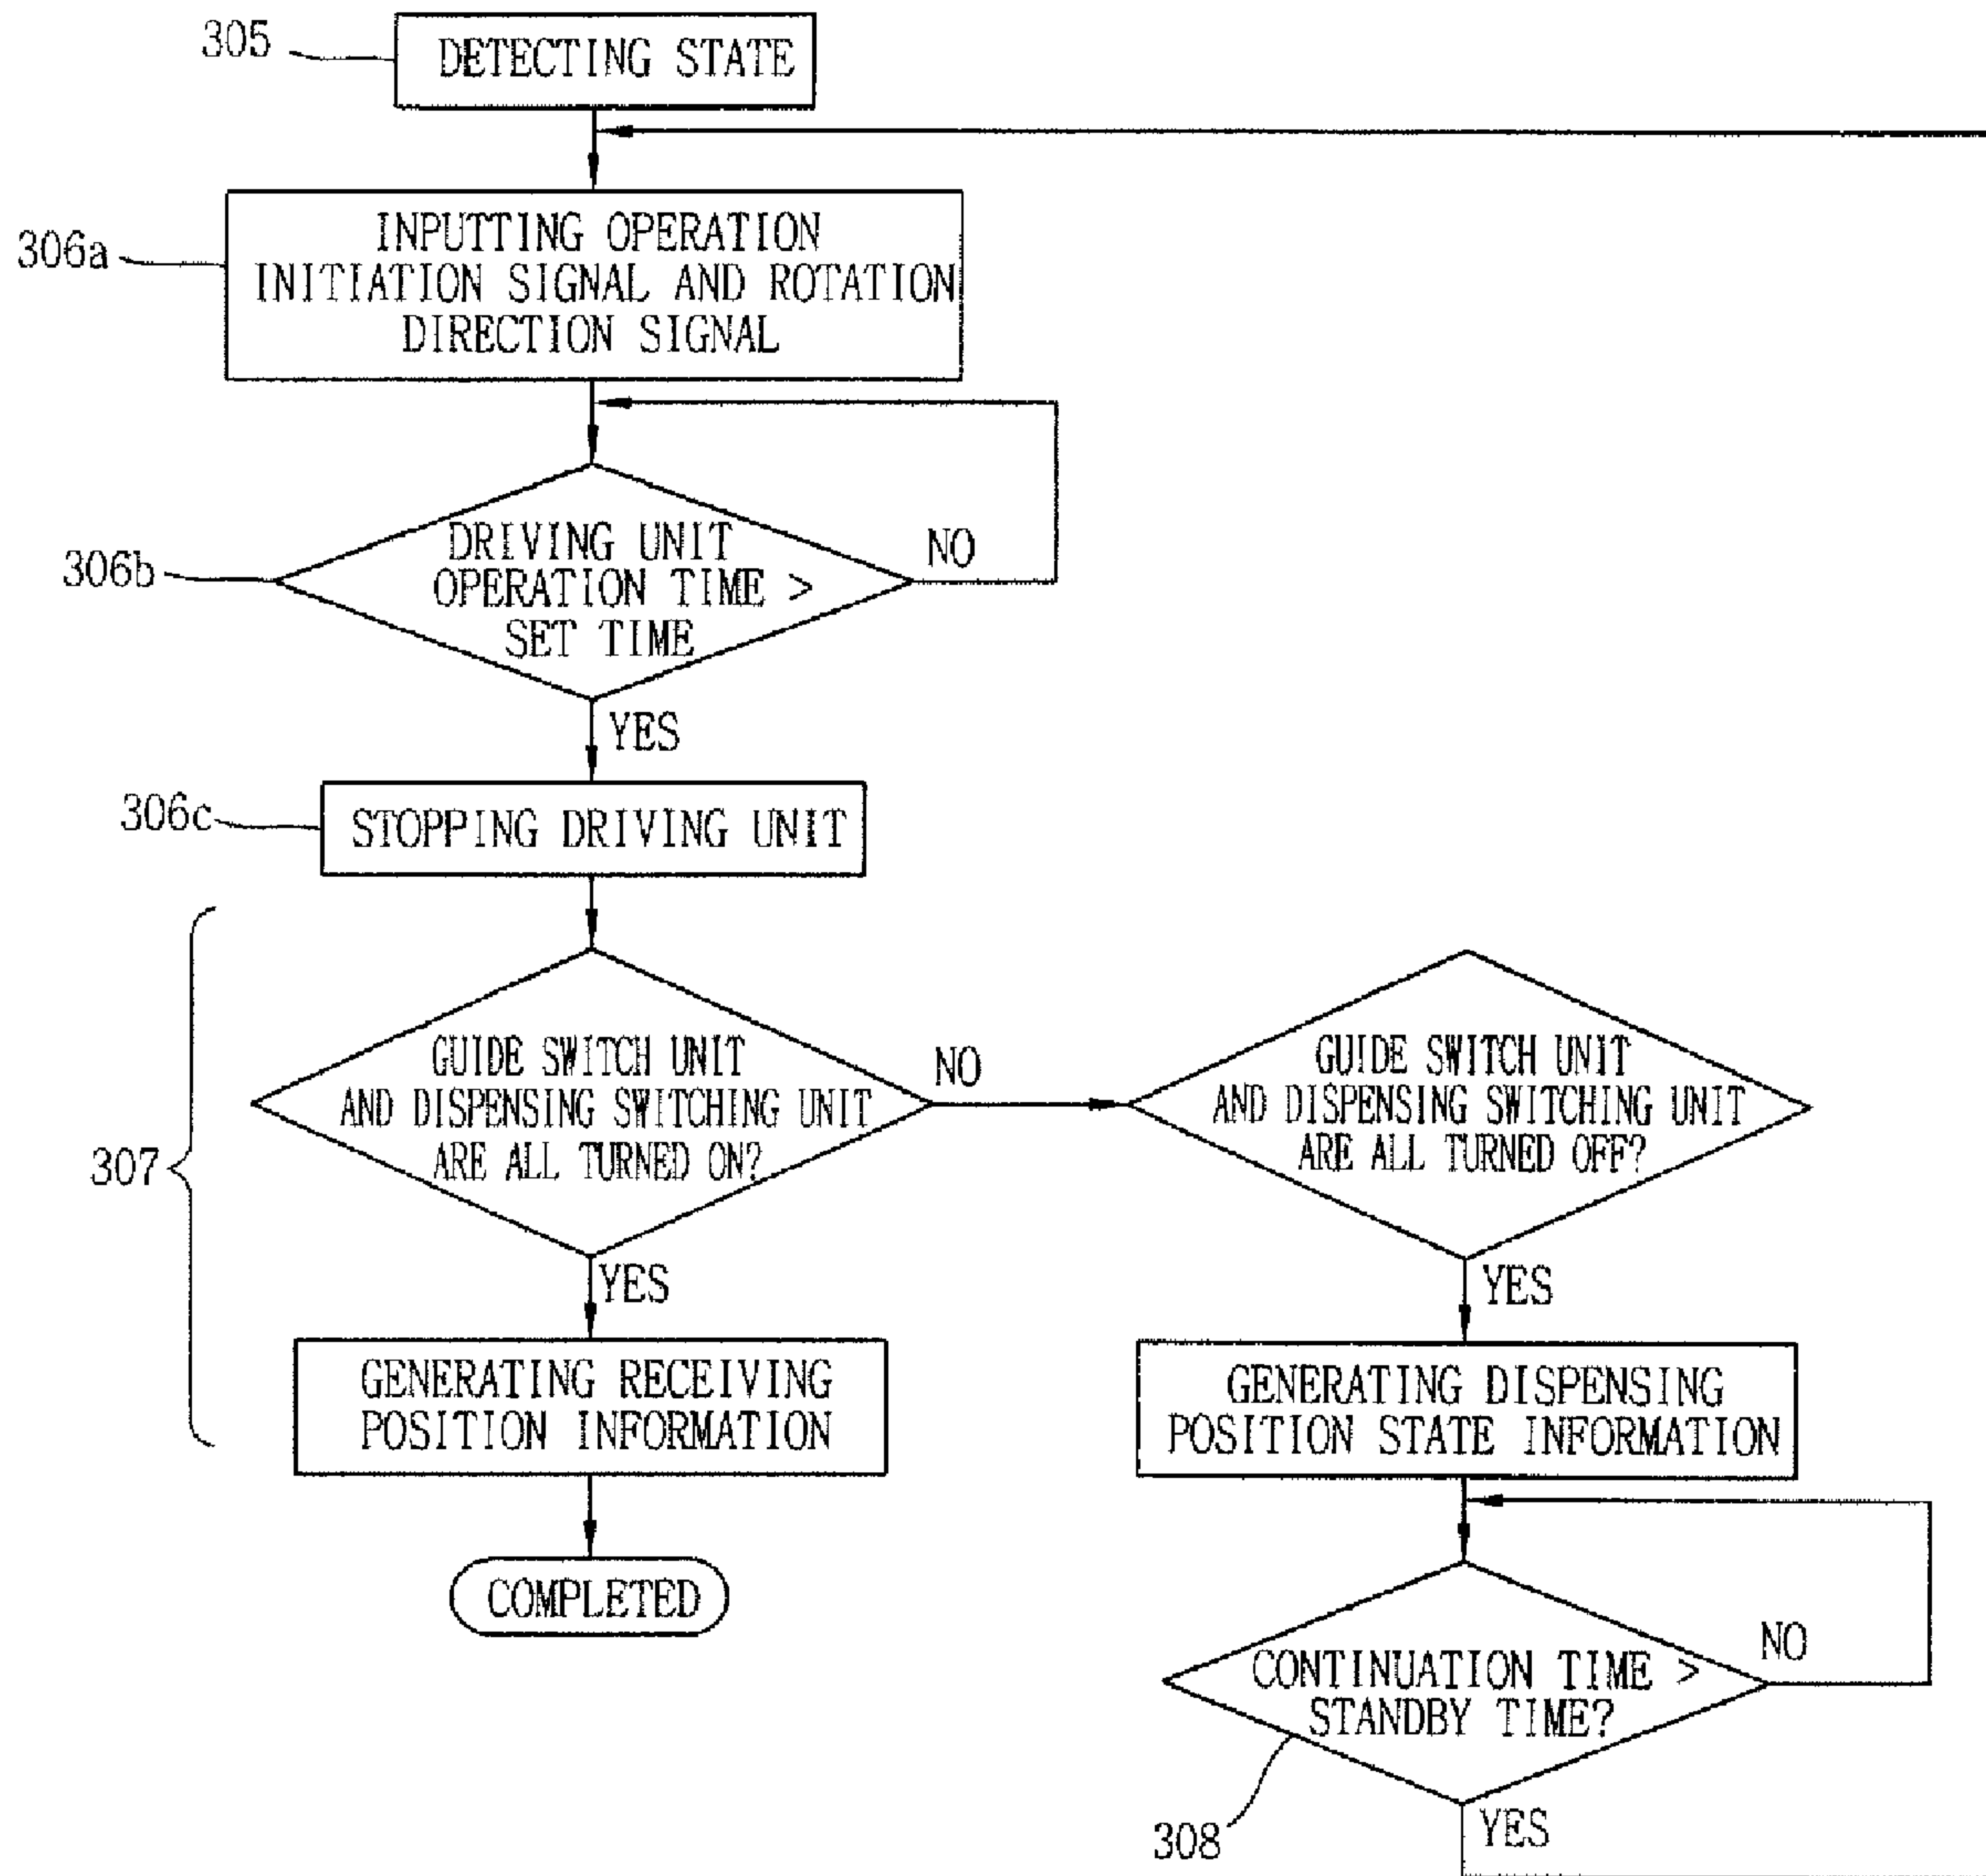 305
DETECTING STATE
306a
INPUTTING OPERATION
INITIATION SIGNAL AND ROTATION
DIRECTION SIGNAL
306b
DRIVING UNIT
OPERATION TIME >
SET TIME
NO
YES
306c
STOPPING DRIVING UNIT
307
GUIDE SWITCH UNIT
AND DISPENSING SWITCHING UNIT
ARE ALL TURNED ON?
NO
GUIDE SWITCH UNIT
AND DISPENSING SWITCHING UNIT
ARE ALL TURNED OFF?
YES
YES
GENERATING RECEIVING
POSITION INFORMATION
GENERATING DISPENSING
POSITION STATE INFORMATION
COMPLETED
CONTINUATION TIME >
STANDBY TIME?
NO
308
YES